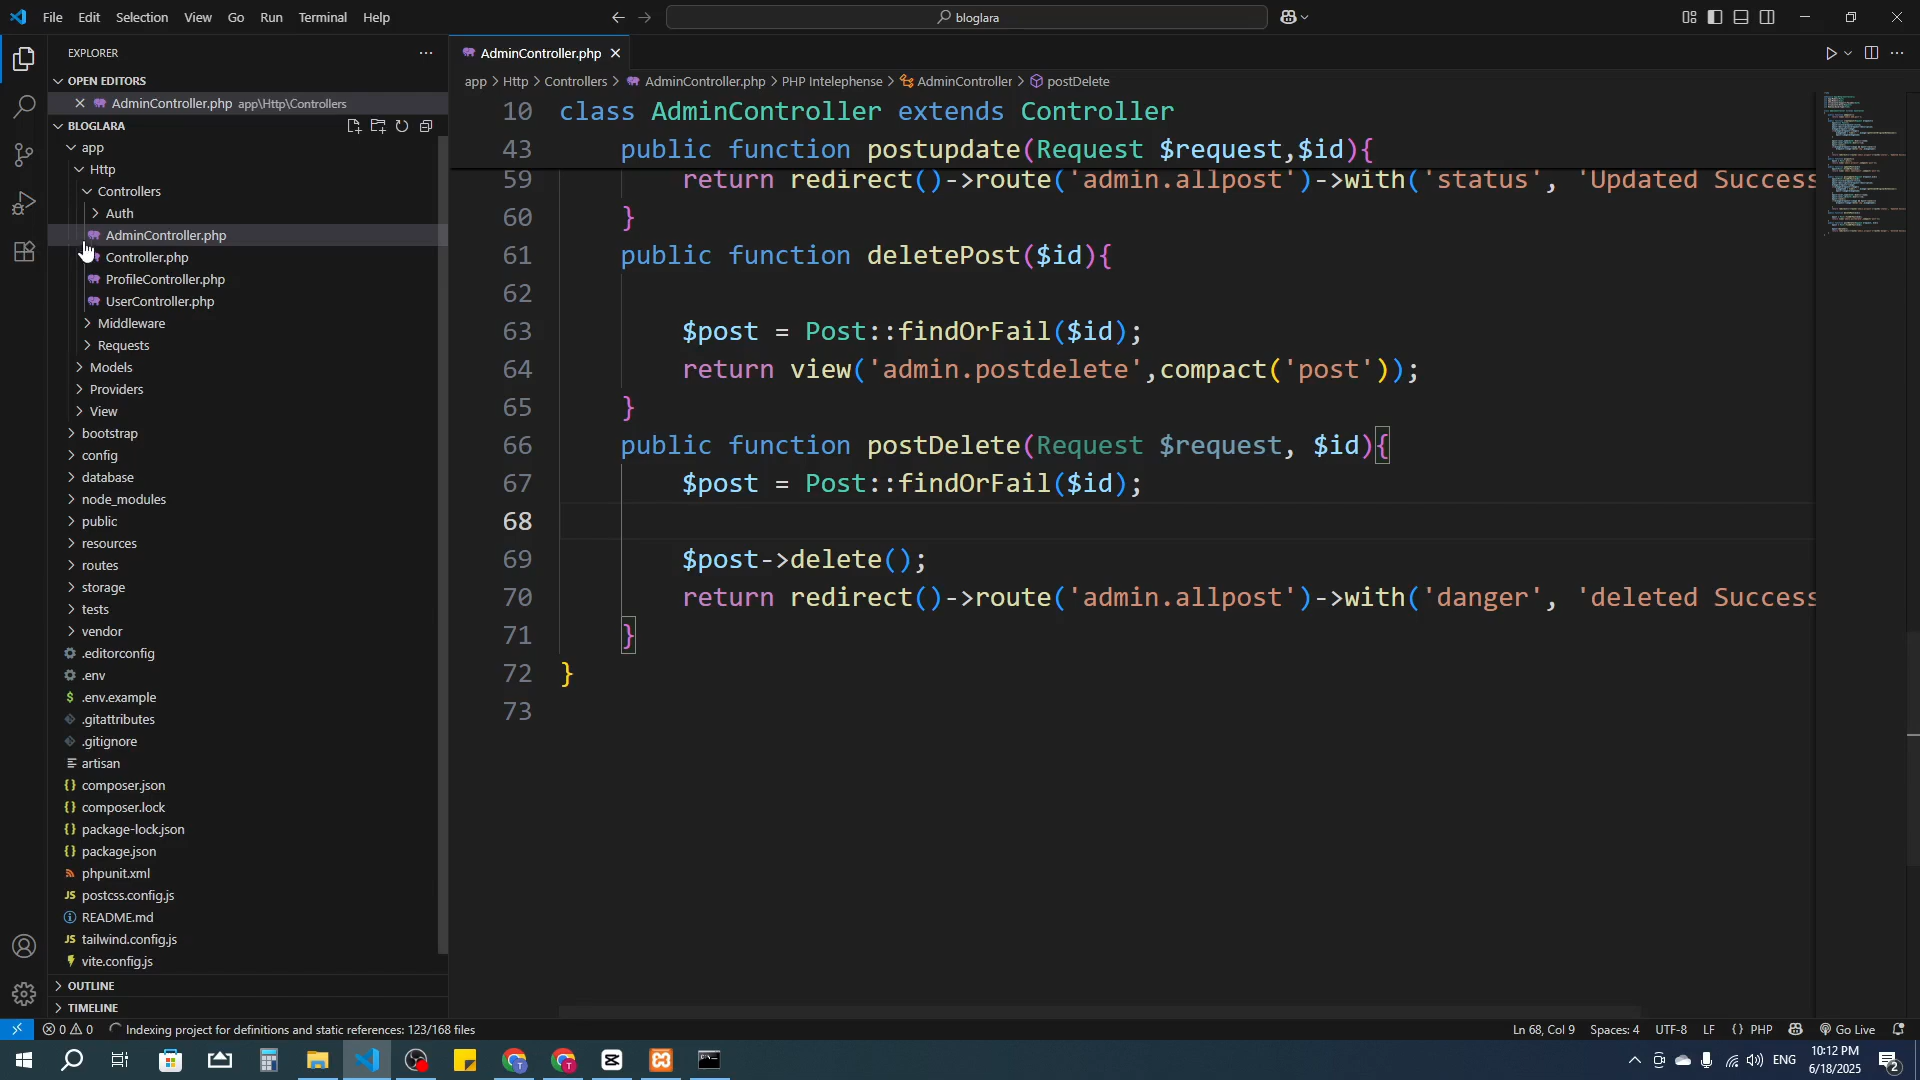 File Edit Selection View Go Run Terminal Help
bloglara
EXPLORER
OPEN EDITORS
AdminController.php app\Http\Controllers
BLOGLARA
app
Http
Controllers
Auth
AdminController.php
Controller.php
ProfileController.php
UserController.php
Middleware
Requests
Models
Providers
View
bootstrap
config
database
node_modules
public
resources
routes
storage
tests
vendor
.editorconfig
.env
.env.example
.gitattributes
.gitignore
artisan
composer.json
composer.lock
package-lock.json
package.json
phpunit.xml
postcss.config.js
README.md
tailwind.config.js
vite.config.js
OUTLINE
TIMELINE
AdminController.php
app > Http > Controllers > AdminController.php > PHP Intelephense > AdminController > postDelete
10 class AdminController extends Controller
43 public function postupdate(Request $request,$id){
59 return redirect()->route('admin.allpost')->with('status', 'Updated Success
60 }
61 public function deletePost($id){
62
63 $post = Post::findOrFail($id);
64 return view('admin.postdelete',compact('post'));
65 }
66 public function postDelete(Request $request, $id){
67 $post = Post::findOrFail($id);
68
69 $post->delete();
70 return redirect()->route('admin.allpost')->with('danger', 'deleted Success
71 }
72 }
73
0 0 Indexing project for definitions and static references: 123/168 files
Ln 68, Col 9 Spaces: 4 UTF-8 LF {} PHP Go Live
ENG
10:12 PM
6/18/2025
2